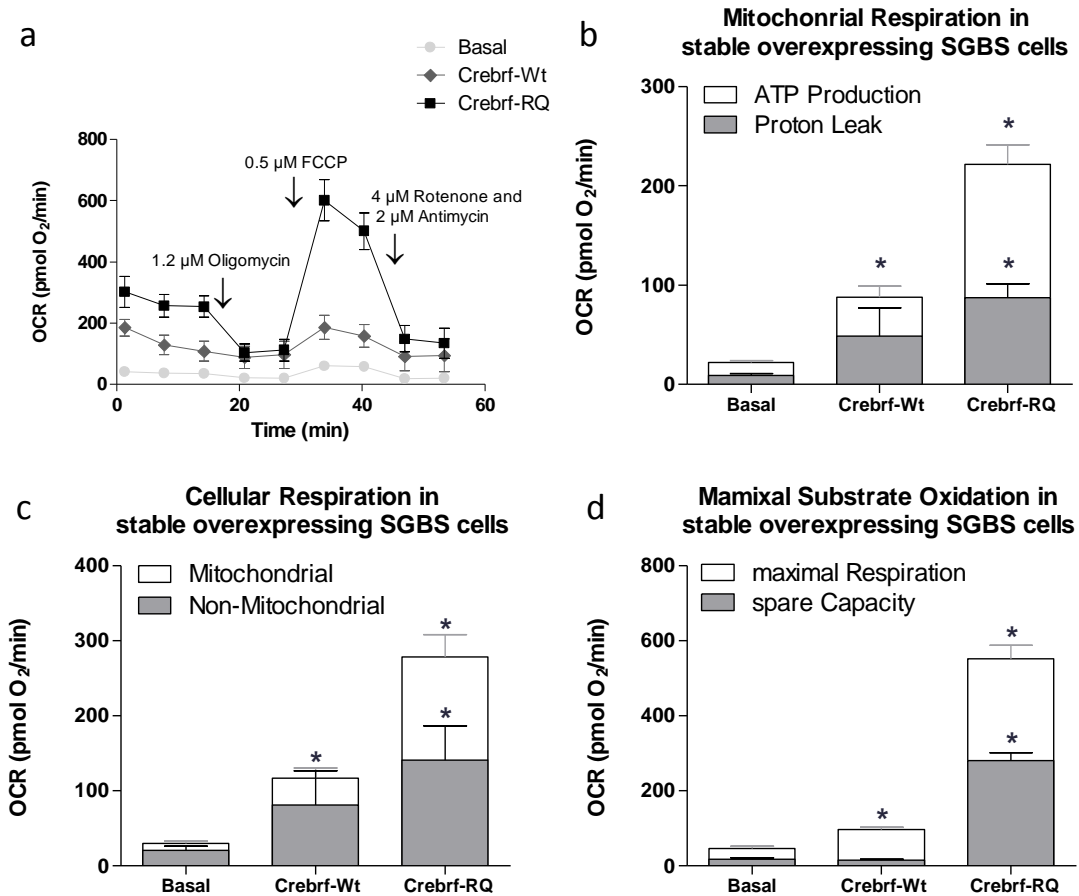 a
Basal
Crebrf-Wt
Crebrf-RQ
800
600
400
200
0
OCR (pmol O₂/min)
0.5 µM FCCP
4 µM Rotenone and
2 µM Antimycin
1.2 µM Oligomycin
0 20 40 60
Time (min)
b
Mitochonrial Respiration in
stable overexpressing SGBS cells
300
200
100
0
OCR (pmol O₂/min)
ATP Production
Proton Leak
*
*
*
Basal Crebrf-Wt Crebrf-RQ
c
Cellular Respiration in
stable overexpressing SGBS cells
400
300
200
100
0
OCR (pmol O₂/min)
Mitochondrial
Non-Mitochondrial
*
*
*
Basal Crebrf-Wt Crebrf-RQ
d
Mamixal Substrate Oxidation in
stable overexpressing SGBS cells
800
600
400
200
0
OCR (pmol O₂/min)
maximal Respiration
spare Capacity
*
*
*
Basal Crebrf-Wt Crebrf-RQ